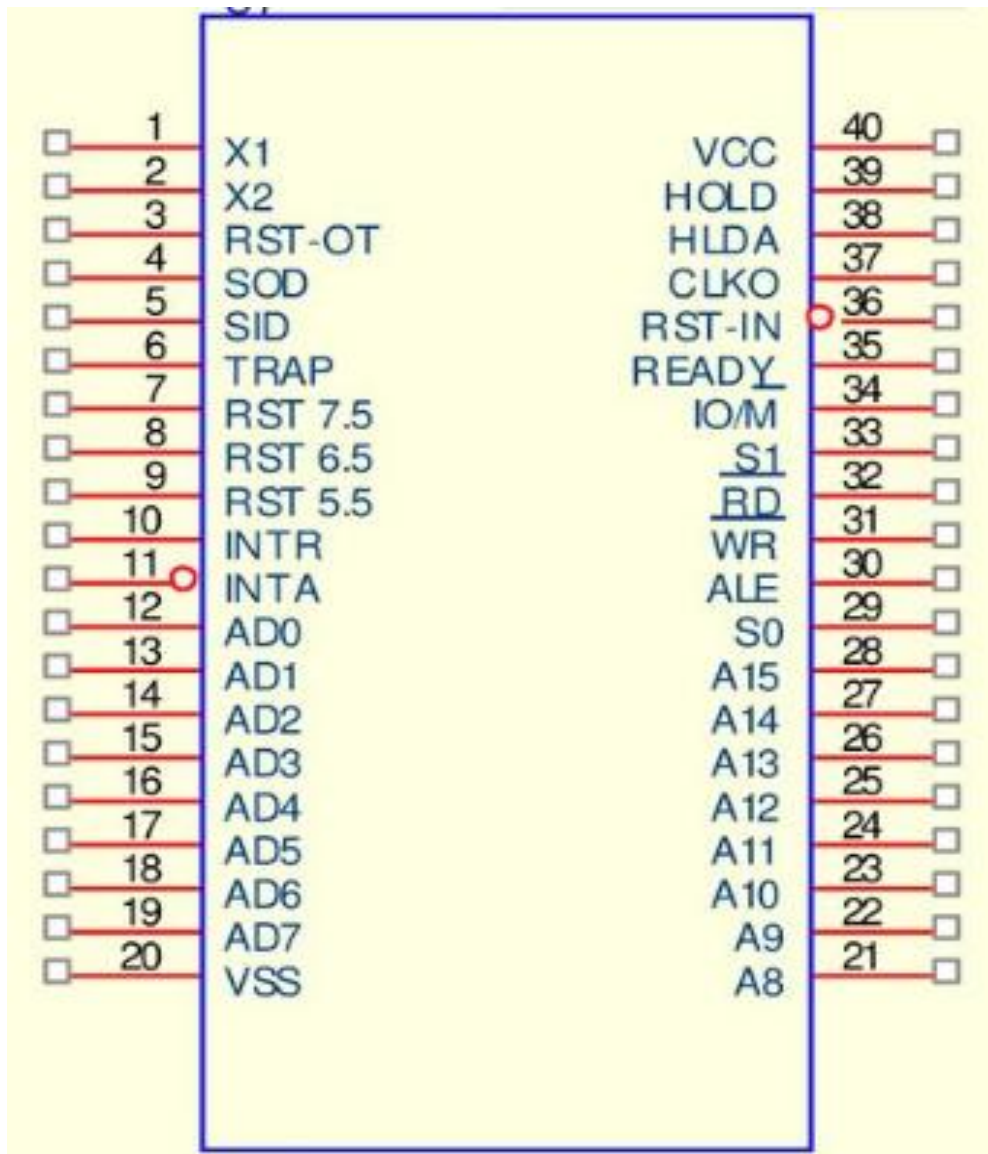 1 X1 VCC 40
2 X2 HOLD 39
3 RST-OT HLDA 38
4 SOD CLKO 37
5 SID RST-IN 36
6 TRAP READY 35
7 RST 7.5 IO/M 34
8 RST 6.5 S1 33
9 RST 5.5 RD 32
10 INTR WR 31
11 INTA ALE 30
12 AD0 S0 29
13 AD1 A15 28
14 AD2 A14 27
15 AD3 A13 26
16 AD4 A12 25
17 AD5 A11 24
18 AD6 A10 23
19 AD7 A9 22
20 VSS A8 21